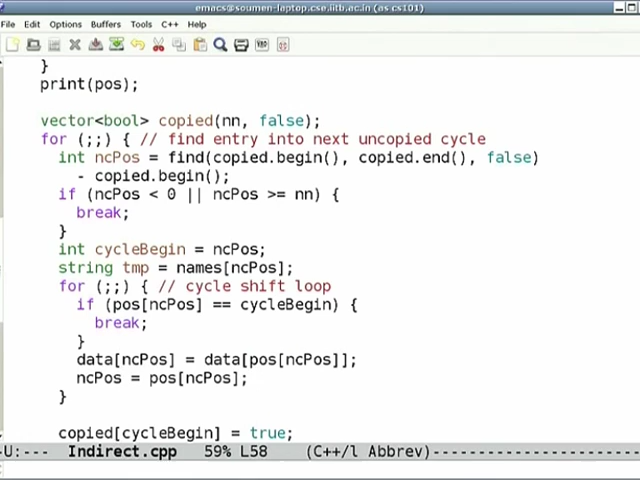 emacs@soumen-laptop.cse.iitb.ac.in (as cs101)
File Edit Options Buffers Tools C++ Help
}
print(pos);
vector<bool> copied(nn, false);
for (;;) { // find entry into next uncopied cycle
int ncPos = find(copied.begin(), copied.end(), false)
- copied.begin();
if (ncPos < 0 || ncPos >= nn) {
break;
}
int cycleBegin = ncPos;
string tmp = names[ncPos];
for (;;) { // cycle shift loop
if (pos[ncPos] == cycleBegin) {
break;
}
data[ncPos] = data[pos[ncPos]];
ncPos = pos[ncPos];
}
copied[cycleBegin] = true;
-U:--- Indirect.cpp 59% L58 (C++/l Abbrev)